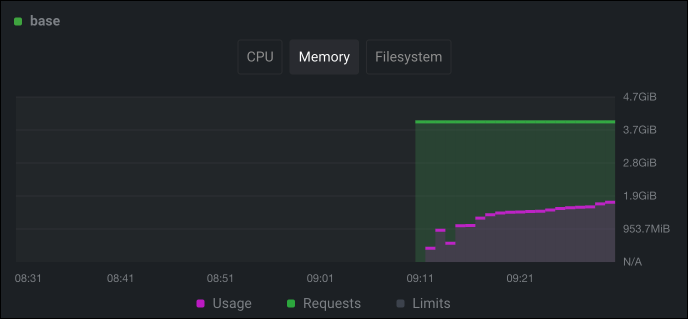 base
CPU Memory Filesystem
4.7GiB
3.7GiB
2.8GiB
1.9GiB
953.7MiB
N/A
08:31 08:41 08:51 09:01 09:11 09:21
Usage Requests Limits